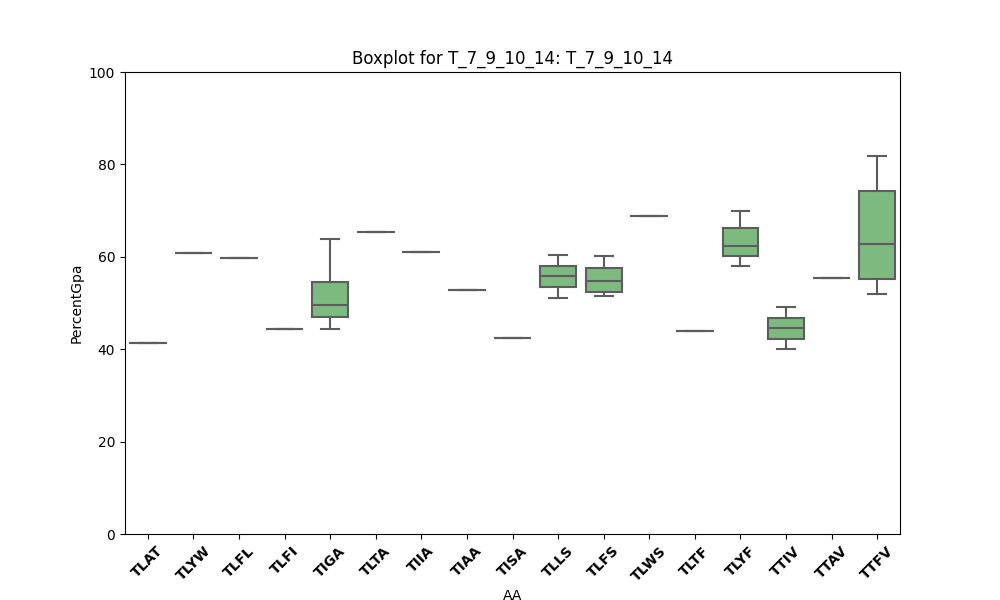 Boxplot for T_7_9_10_14: T_7_9_10_14
100
80
60
40
20
0
PercentGpa
TLAT TLYW TLFL TLFI TIGA TLTA TIIA TIAA TISA TLLS TLFS TLWS TLTF TLYF TTIV TTAV TTFV
AA